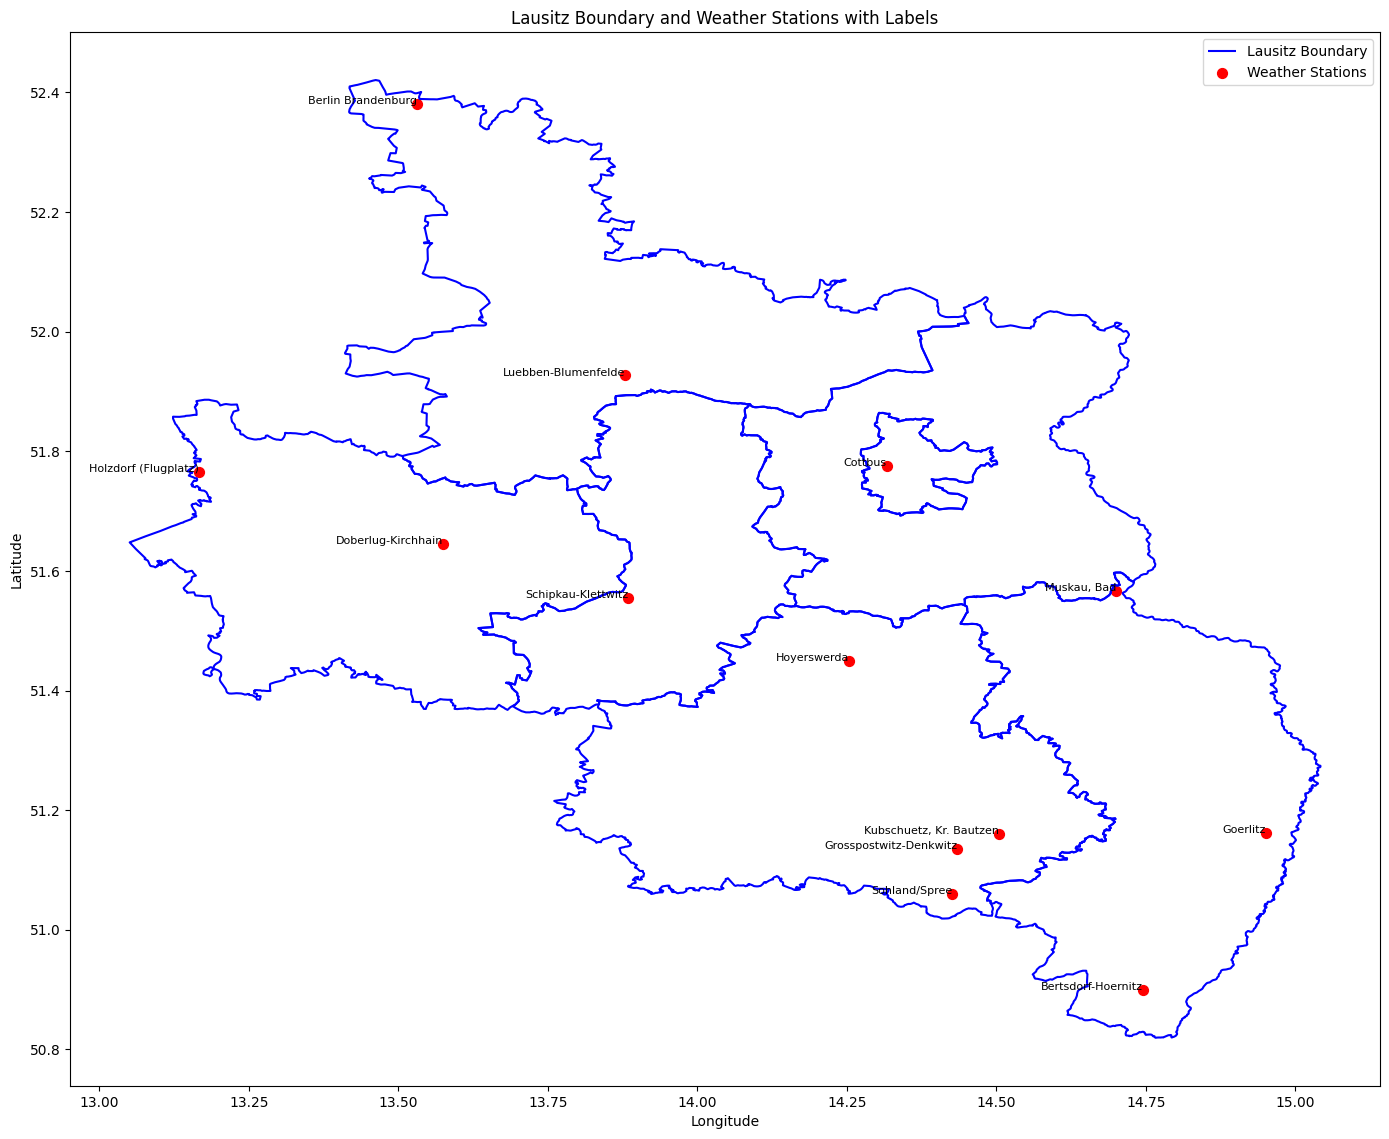 Lausitz Boundary and Weather Stations with Labels
Lausitz Boundary
Weather Stations
Berlin Brandenburg
Luebben-Blumenfelde
Cottbus
Holzdorf (Flugplatz)
Doberlug-Kirchhain
Schipkau-Klettwitz
Muskau, Bad
Hoyerswerda
Kubschuetz, Kr. Bautzen
Goerlitz
Grosspostwitz-Denkwitz
Sohland/Spree
Bertsdorf-Hoernitz
52.4
52.2
52.0
51.8
51.6
51.4
51.2
51.0
50.8
Latitude
13.00 13.25 13.50 13.75 14.00 14.25 14.50 14.75 15.00
Longitude